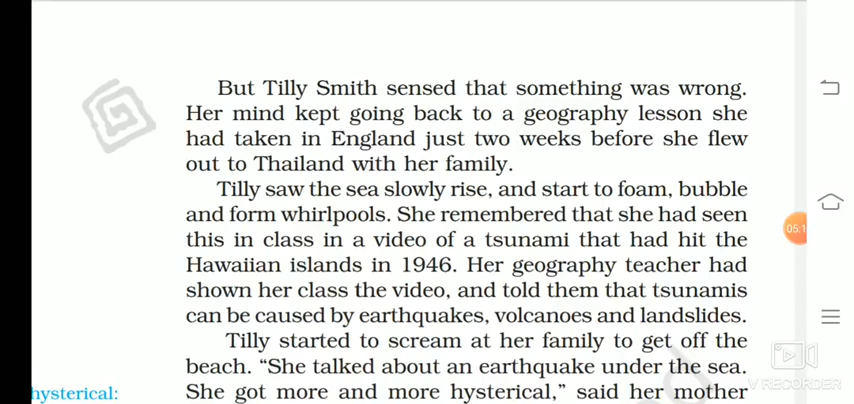 But Tilly Smith sensed that something was wrong.
Her mind kept going back to a geography lesson she
had taken in England just two weeks before she flew
out to Thailand with her family.
Tilly saw the sea slowly rise, and start to foam, bubble
and form whirlpools. She remembered that she had seen
this in class in a video of a tsunami that had hit the
Hawaiian islands in 1946. Her geography teacher had
shown her class the video, and told them that tsunamis
can be caused by earthquakes, volcanoes and landslides.
Tilly started to scream at her family to get off the
beach. “She talked about an earthquake under the sea.
hysterical: She got more and more hysterical,” said her mother
05:1
V RECORDER